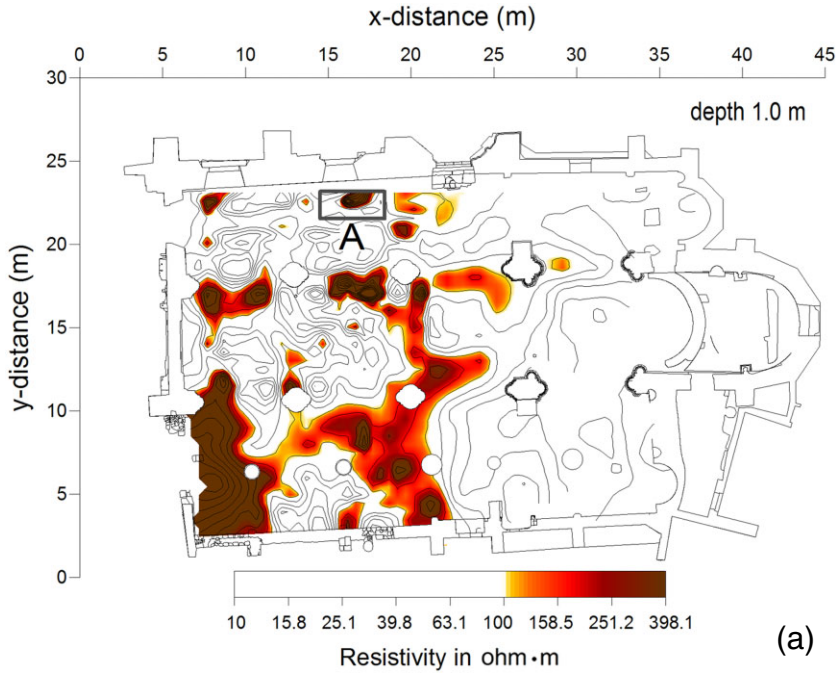 x-distance (m)
0 5 10 15 20 25 30 35 40 45
30
depth 1.0 m
25
A
20
y-distance (m)
15
10
5
0
10 15.8 25.1 39.8 63.1 100 158.5 251.2 398.1
Resistivity in ohm·m
(a)